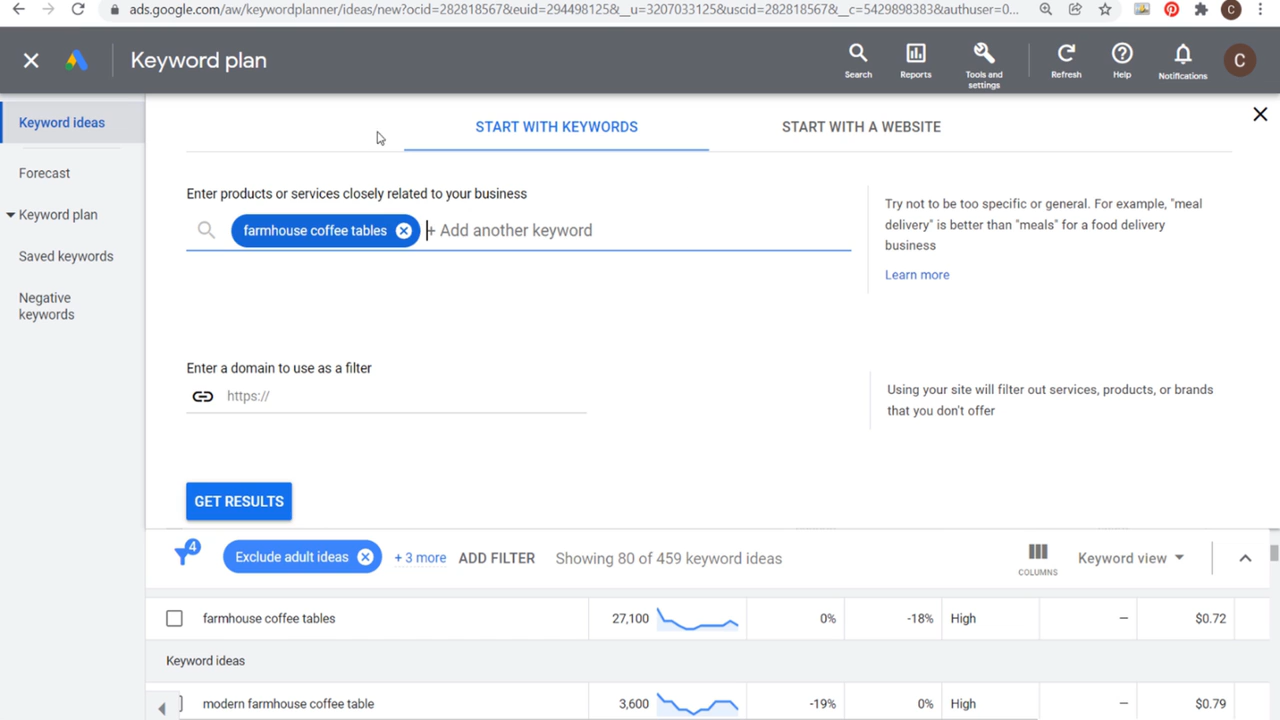 ads.google.com/aw/keywordplanner/ideas/new?ocid=282818567&euid=294498125&__u=3207033125&uscid=282818567&__c=5429898383&authuser=0...
C
Keyword plan
Search
Reports
Tools and
settings
Refresh
Help
Notifications
C
Keyword ideas
Forecast
Keyword plan
Saved keywords
Negative
keywords
START WITH KEYWORDS
START WITH A WEBSITE
Enter products or services closely related to your business
farmhouse coffee tables
+ Add another keyword
Try not to be too specific or general. For example, "meal
delivery" is better than "meals" for a food delivery
business
Learn more
Enter a domain to use as a filter
https://
Using your site will filter out services, products, or brands
that you don't offer
GET RESULTS
4
Exclude adult ideas
+ 3 more
ADD FILTER
Showing 80 of 459 keyword ideas
COLUMNS
Keyword view
farmhouse coffee tables 27,100 0% -18% High — $0.72
Keyword ideas
modern farmhouse coffee table 3,600 -19% 0% High — $0.79